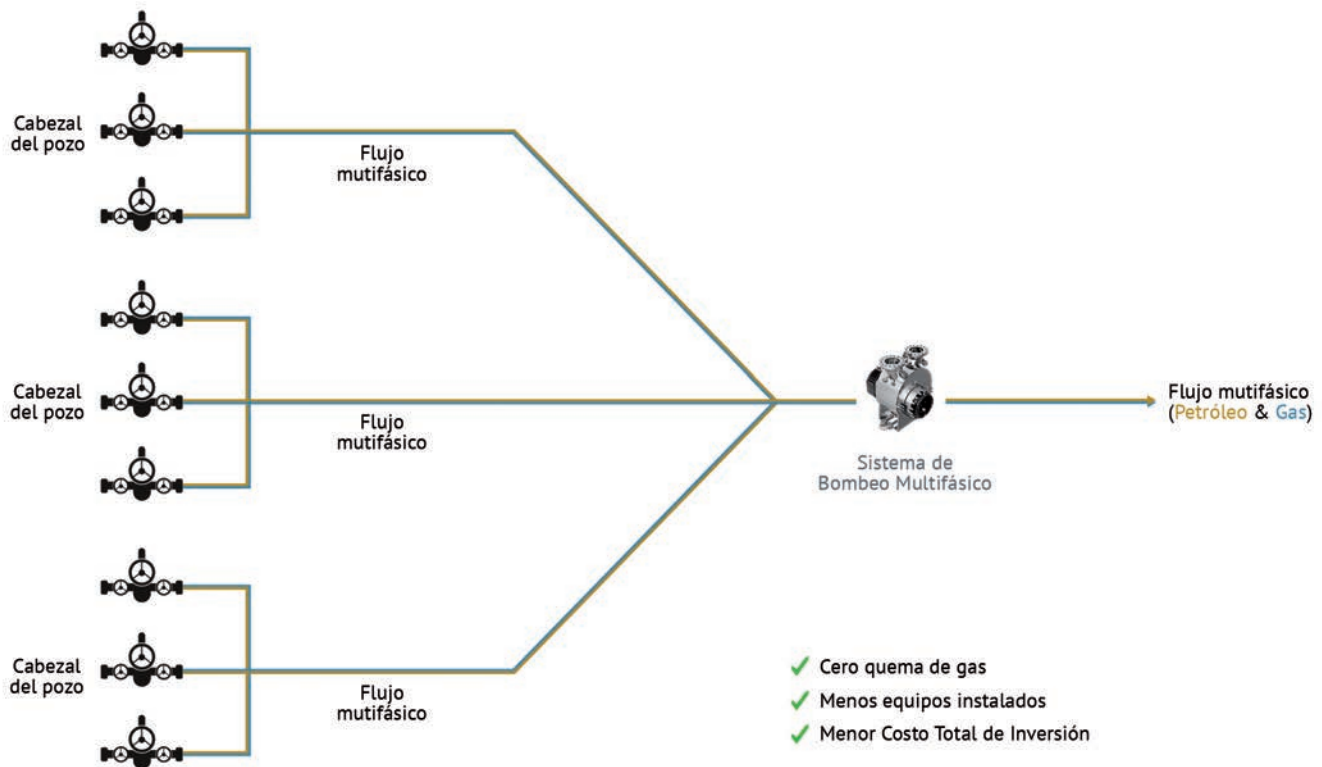 Cabezal
del pozo
Flujo
mutifásico
Cabezal
del pozo
Flujo
mutifásico
Sistema de
Bombeo Multifásico
Flujo mutifásico
(Petróleo & Gas)
Cabezal
del pozo
Flujo
mutifásico
Cero quema de gas
Menos equipos instalados
Menor Costo Total de Inversión